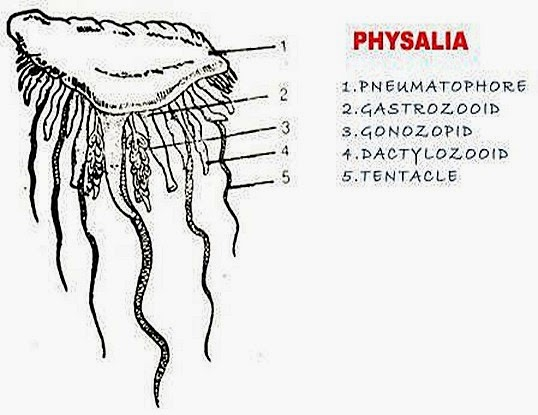 PHYSALIA
1.PNEUMATOPHORE
2.GASTROZOOID
3.GONOZOPID
4.DACTYLOZOOID
5.TENTACLE
1
2
3
4
5